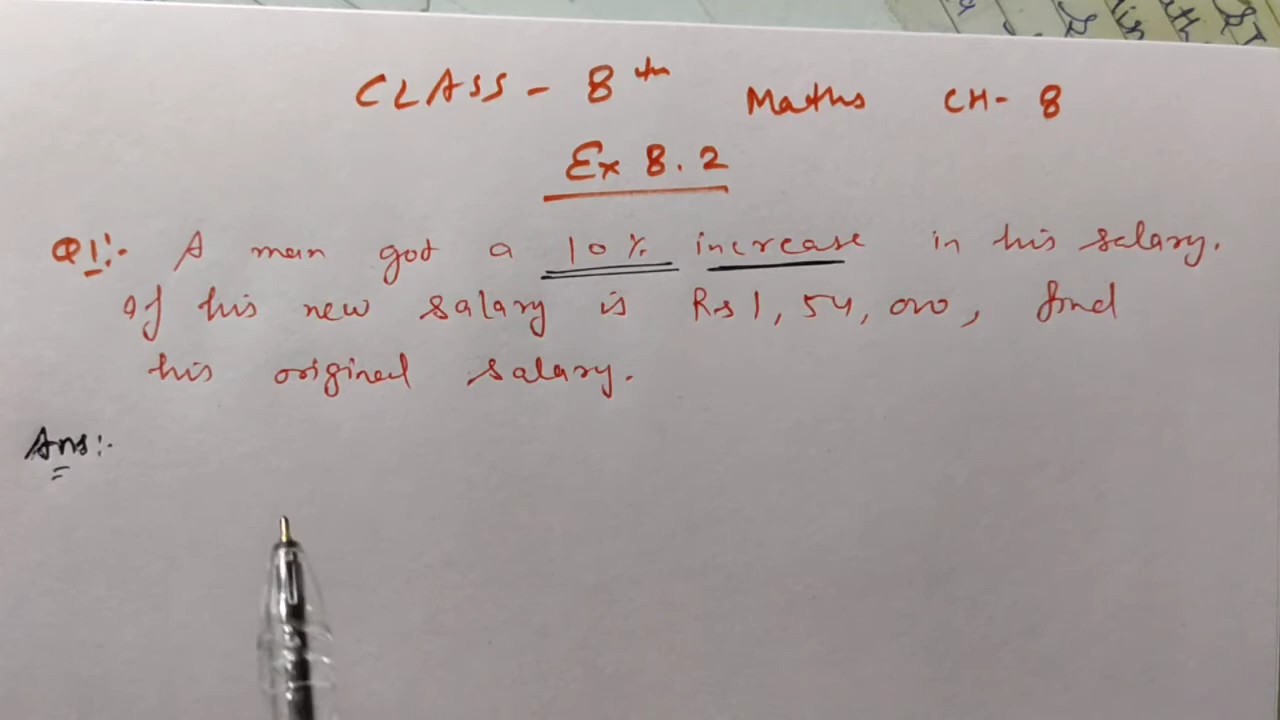 CLASS - 8th Maths CH- 8
Ex 8.2
Q1:- A man got a 10% increase in his salary.
If his new salary is Rs 1, 54, 000, find
his original salary.
Ans:-